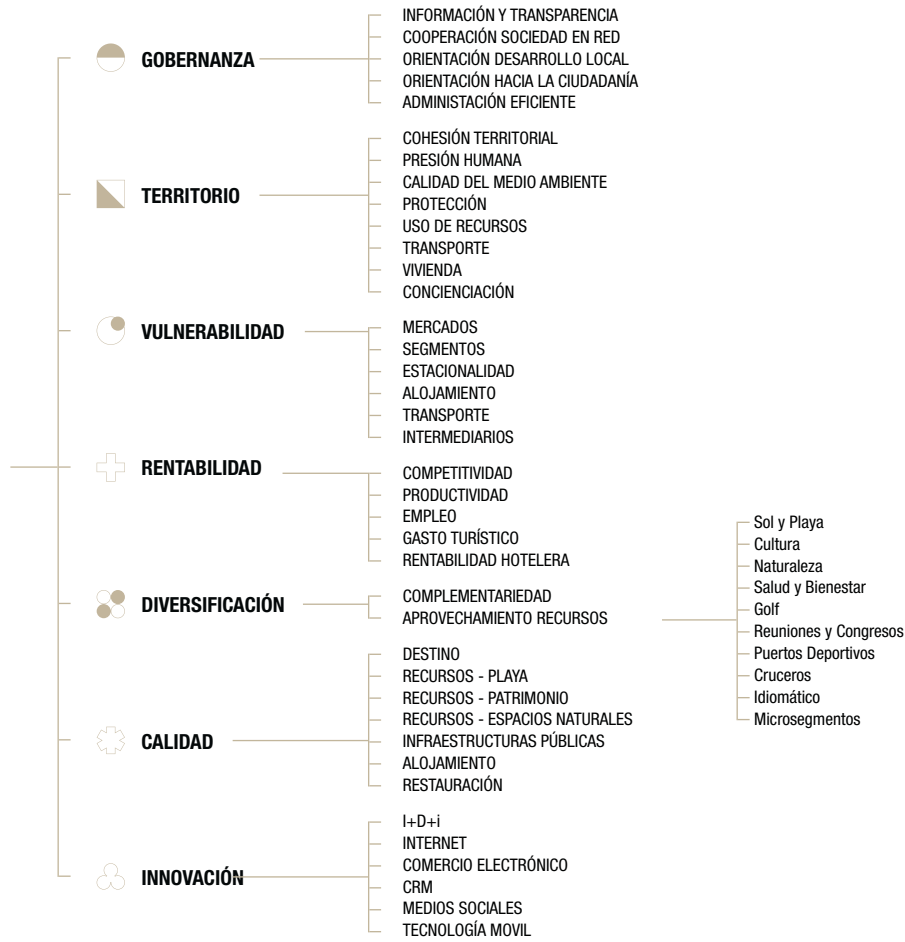 GOBERNANZA
INFORMACIÓN Y TRANSPARENCIA
COOPERACIÓN SOCIEDAD EN RED
ORIENTACIÓN DESARROLLO LOCAL
ORIENTACIÓN HACIA LA CIUDADANÍA
ADMINISTACIÓN EFICIENTE
TERRITORIO
COHESIÓN TERRITORIAL
PRESIÓN HUMANA
CALIDAD DEL MEDIO AMBIENTE
PROTECCIÓN
USO DE RECURSOS
TRANSPORTE
VIVIENDA
CONCIENCIACIÓN
VULNERABILIDAD
MERCADOS
SEGMENTOS
ESTACIONALIDAD
ALOJAMIENTO
TRANSPORTE
INTERMEDIARIOS
RENTABILIDAD
COMPETITIVIDAD
PRODUCTIVIDAD
EMPLEO
GASTO TURÍSTICO
RENTABILIDAD HOTELERA
DIVERSIFICACIÓN
COMPLEMENTARIEDAD
APROVECHAMIENTO RECURSOS
Sol y Playa
Cultura
Naturaleza
Salud y Bienestar
Golf
Reuniones y Congresos
Puertos Deportivos
Cruceros
Idiomático
Microsegmentos
CALIDAD
DESTINO
RECURSOS - PLAYA
RECURSOS - PATRIMONIO
RECURSOS - ESPACIOS NATURALES
INFRAESTRUCTURAS PÚBLICAS
ALOJAMIENTO
RESTAURACIÓN
INNOVACIÓN
I+D+i
INTERNET
COMERCIO ELECTRÓNICO
CRM
MEDIOS SOCIALES
TECNOLOGÍA MOVIL